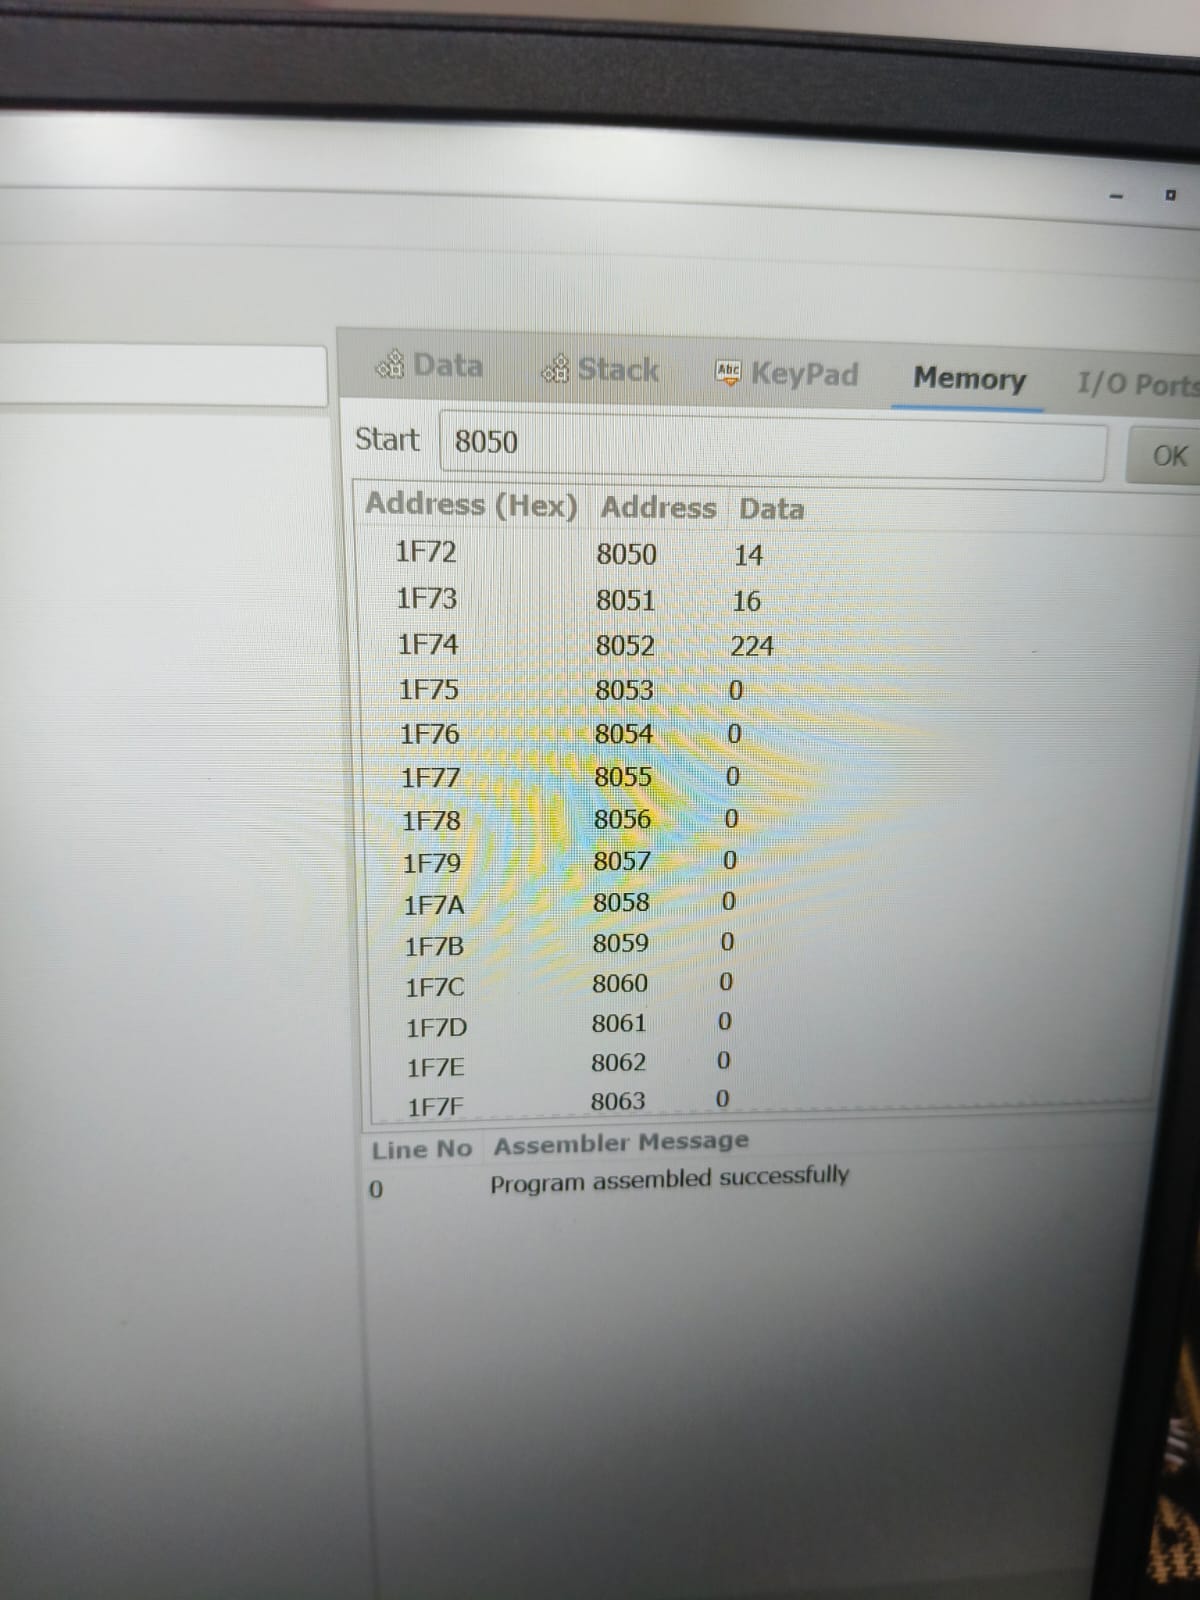 Data Stack Abc KeyPad Memory I/O Ports
Start 8050 OK
Address (Hex) Address Data
1F72 8050 14
1F73 8051 16
1F74 8052 224
1F75 8053 0
1F76 8054 0
1F77 8055 0
1F78 8056 0
1F79 8057 0
1F7A 8058 0
1F7B 8059 0
1F7C 8060 0
1F7D 8061 0
1F7E 8062 0
1F7F 8063 0
Line No Assembler Message
0 Program assembled successfully